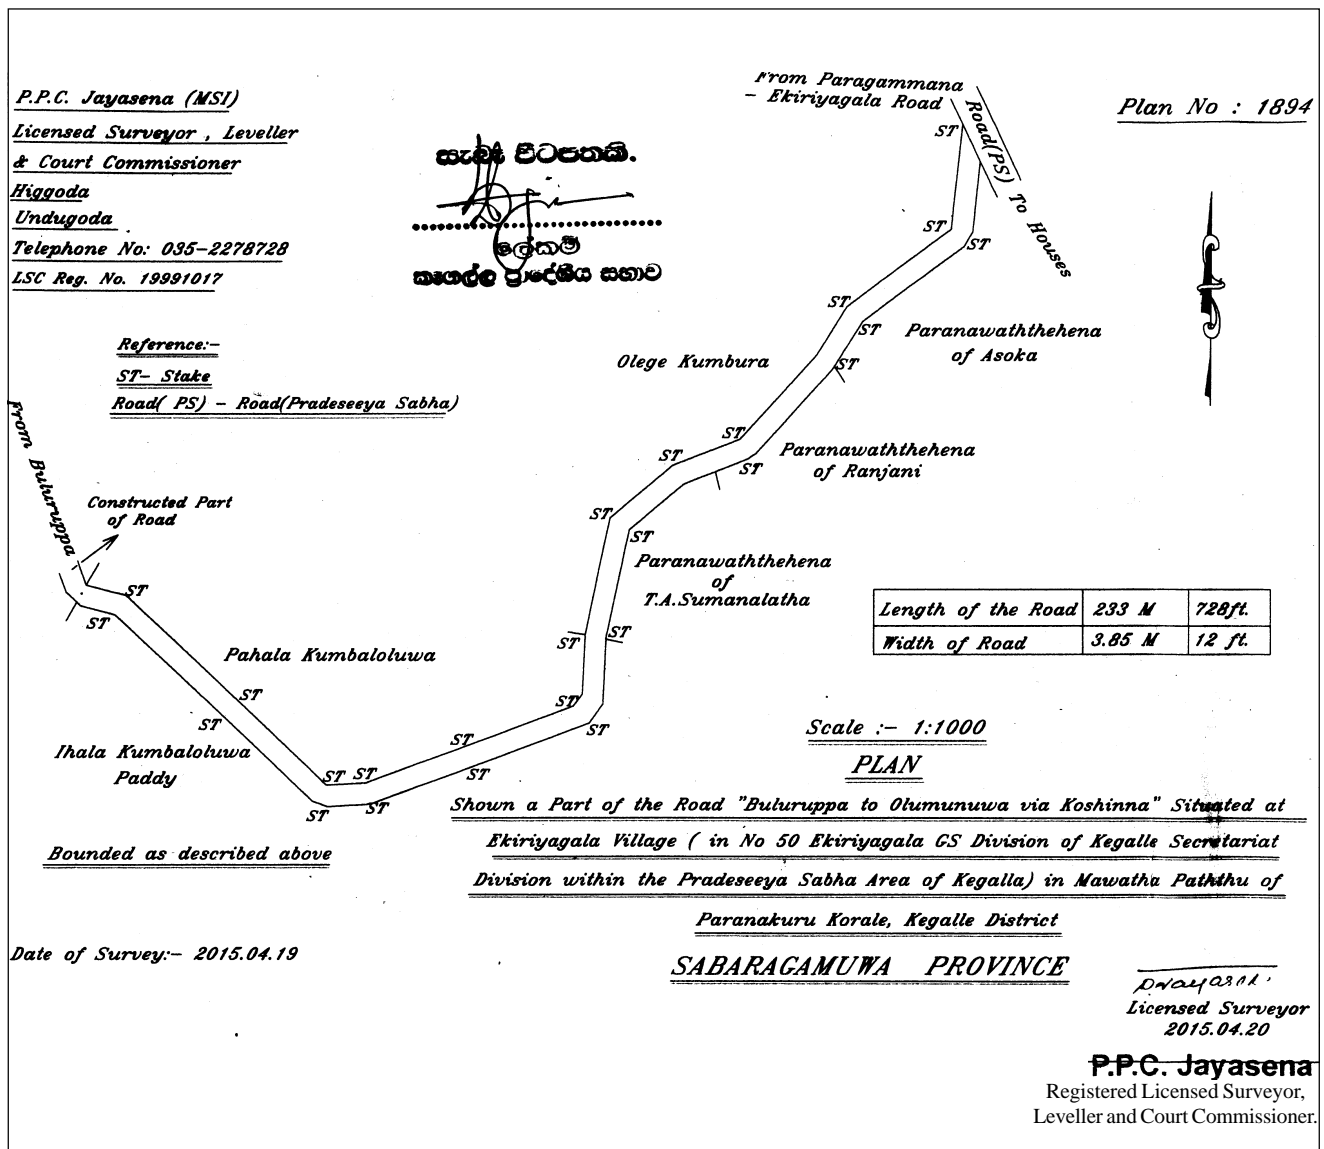 P.P.C. Jayasena (MSI)
Licensed Surveyor , Leveller
& Court Commissioner
Higgoda
Undugoda
Telephone No: 035-2278728
LSC Reg. No. 19991017
සැබෑ පිටපතකි.
ලේකම්
කෑගල්ල ප්‍රාදේශීය සභාව
From Paragammana
- Ekiriyagala Road
Road(PS) To Houses
Plan No : 1894
Reference:-
ST- Stake
Road( PS) - Road(Pradeseeya Sabha)
From Buluruppa
Constructed Part
of Road
ST
ST
ST
ST
ST
Olege Kumbura
ST
Paranawaththehena
of Asoka
ST
ST
ST
ST
Paranawaththehena
of Ranjani
ST
ST
Paranawaththehena
of
T.A.Sumanalatha
ST
ST
ST
ST
Pahala Kumbaloluwa
ST
ST
ST
ST
Ihala Kumbaloluwa
Paddy
ST
ST
ST ST
ST
ST
Length of the Road 233 M 728ft.
Width of Road 3.85 M 12 ft.
Scale :- 1:1000
PLAN
Shown a Part of the Road "Buluruppa to Olumunuwa via Koshinna" Situated at
Ekiriyagala Village ( in No 50 Ekiriyagala GS Division of Kegalle Secretariat
Division within the Pradeseeya Sabha Area of Kegalla) in Mawatha Paththu of
Paranakuru Korale, Kegalle District
SABARAGAMUWA PROVINCE
Bounded as described above
Date of Survey:- 2015.04.19
Licensed Surveyor
2015.04.20
P.P.C. Jayasena
Registered Licensed Surveyor,
Leveller and Court Commissioner.